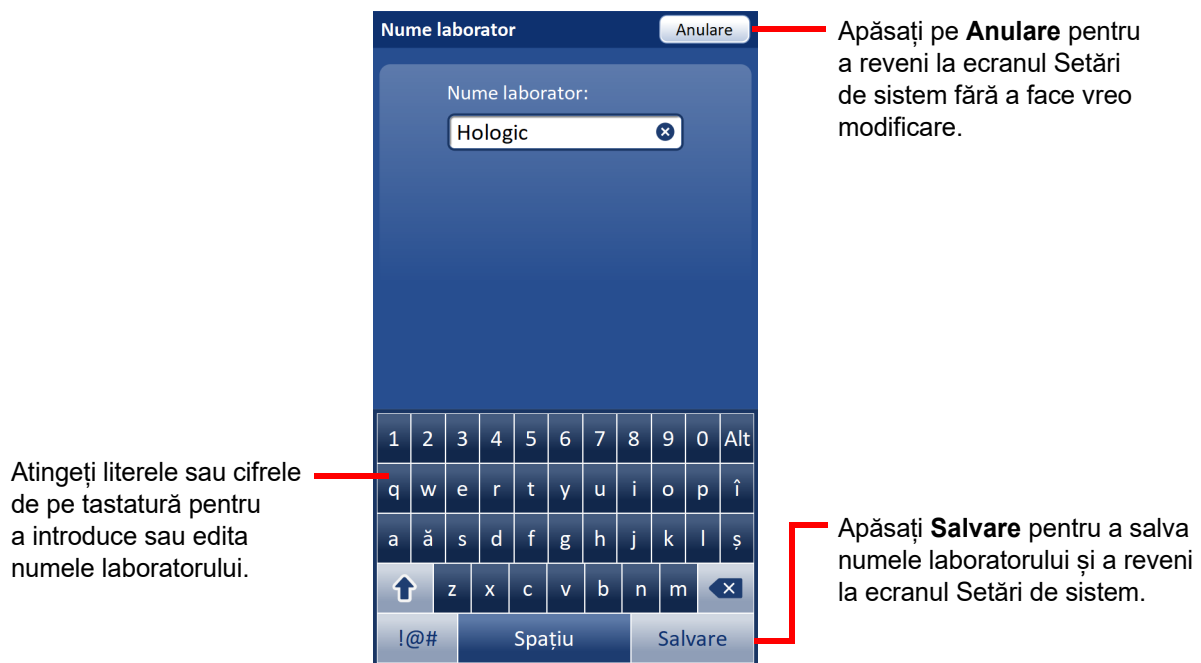 Nume laborator
Anulare
Apăsați pe Anulare pentru
a reveni la ecranul Setări
de sistem fără a face vreo
modificare.
Nume laborator:
Hologic
1 2 3 4 5 6 7 8 9 0 Alt
q w e r t y u i o p î
a ă s d f g h j k l ș
z x c v b n m
!@# Spațiu Salvare
Atingeți literele sau cifrele
de pe tastatură pentru
a introduce sau edita
numele laboratorului.
Apăsați Salvare pentru a salva
numele laboratorului și a reveni
la ecranul Setări de sistem.